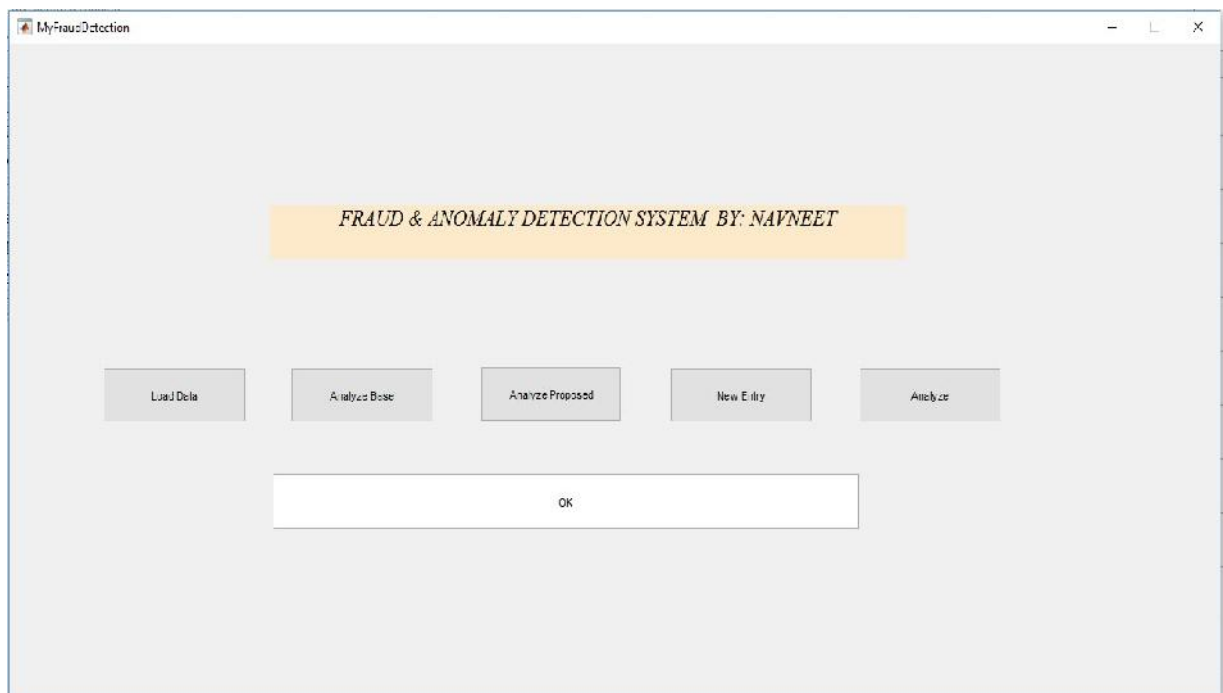 MyFraudDetection
FRAUD & ANOMALY DETECTION SYSTEM BY: NAVNEET
Load Data
Analyze Base
Analyze Proposed
New Entry
Analyze
OK